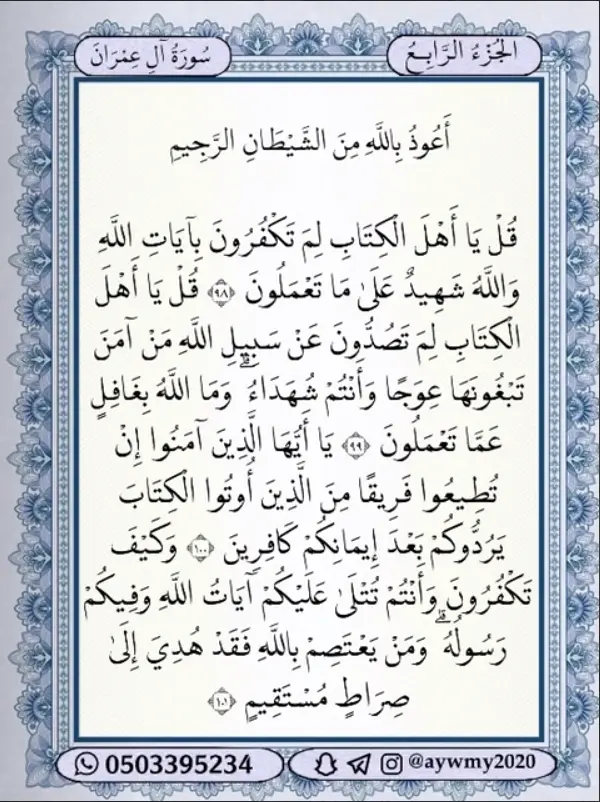 الجُزْءُ الرَّابِعُ
سُورَةُ آلِ عِمْرَانَ
أَعُوذُ بِاللَّهِ مِنَ الشَّيْطَانِ الرَّجِيمِ
قُلْ يَا أَهْلَ الْكِتَابِ لِمَ تَكْفُرُونَ بِآيَاتِ اللَّهِ
وَاللَّهُ شَهِيدٌ عَلَىٰ مَا تَعْمَلُونَ ﴿٩٨﴾ قُلْ يَا أَهْلَ
الْكِتَابِ لِمَ تَصُدُّونَ عَنْ سَبِيلِ اللَّهِ مَنْ آمَنَ
تَبْغُونَهَا عِوَجًا وَأَنْتُمْ شُهَدَاءُ ۗ وَمَا اللَّهُ بِغَافِلٍ
عَمَّا تَعْمَلُونَ ﴿٩٩﴾ يَا أَيُّهَا الَّذِينَ آمَنُوا إِنْ
تُطِيعُوا فَرِيقًا مِنَ الَّذِينَ أُوتُوا الْكِتَابَ
يَرُدُّوكُمْ بَعْدَ إِيمَانِكُمْ كَافِرِينَ ﴿١٠٠﴾ وَكَيْفَ
تَكْفُرُونَ وَأَنْتُمْ تُتْلَىٰ عَلَيْكُمْ آيَاتُ اللَّهِ وَفِيكُمْ
رَسُولُهُ ۗ وَمَنْ يَعْتَصِمْ بِاللَّهِ فَقَدْ هُدِيَ إِلَىٰ
صِرَاطٍ مُسْتَقِيمٍ ﴿١٠١﴾
0503395234
@aywmy2020